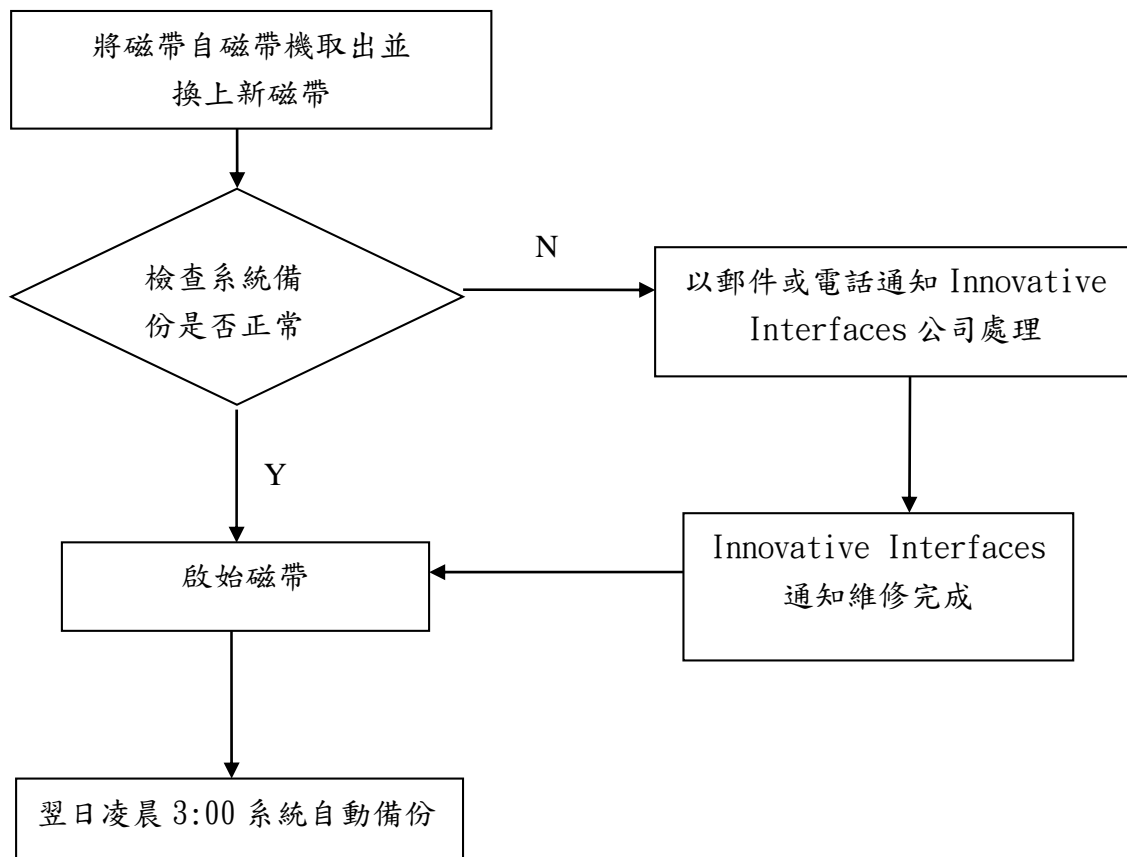 將磁帶自磁帶機取出並
換上新磁帶
檢查系統備
份是否正常
N
以郵件或電話通知 Innovative
Interfaces 公司處理
Y
啟始磁帶
Innovative Interfaces
通知維修完成
翌日凌晨 3:00 系統自動備份